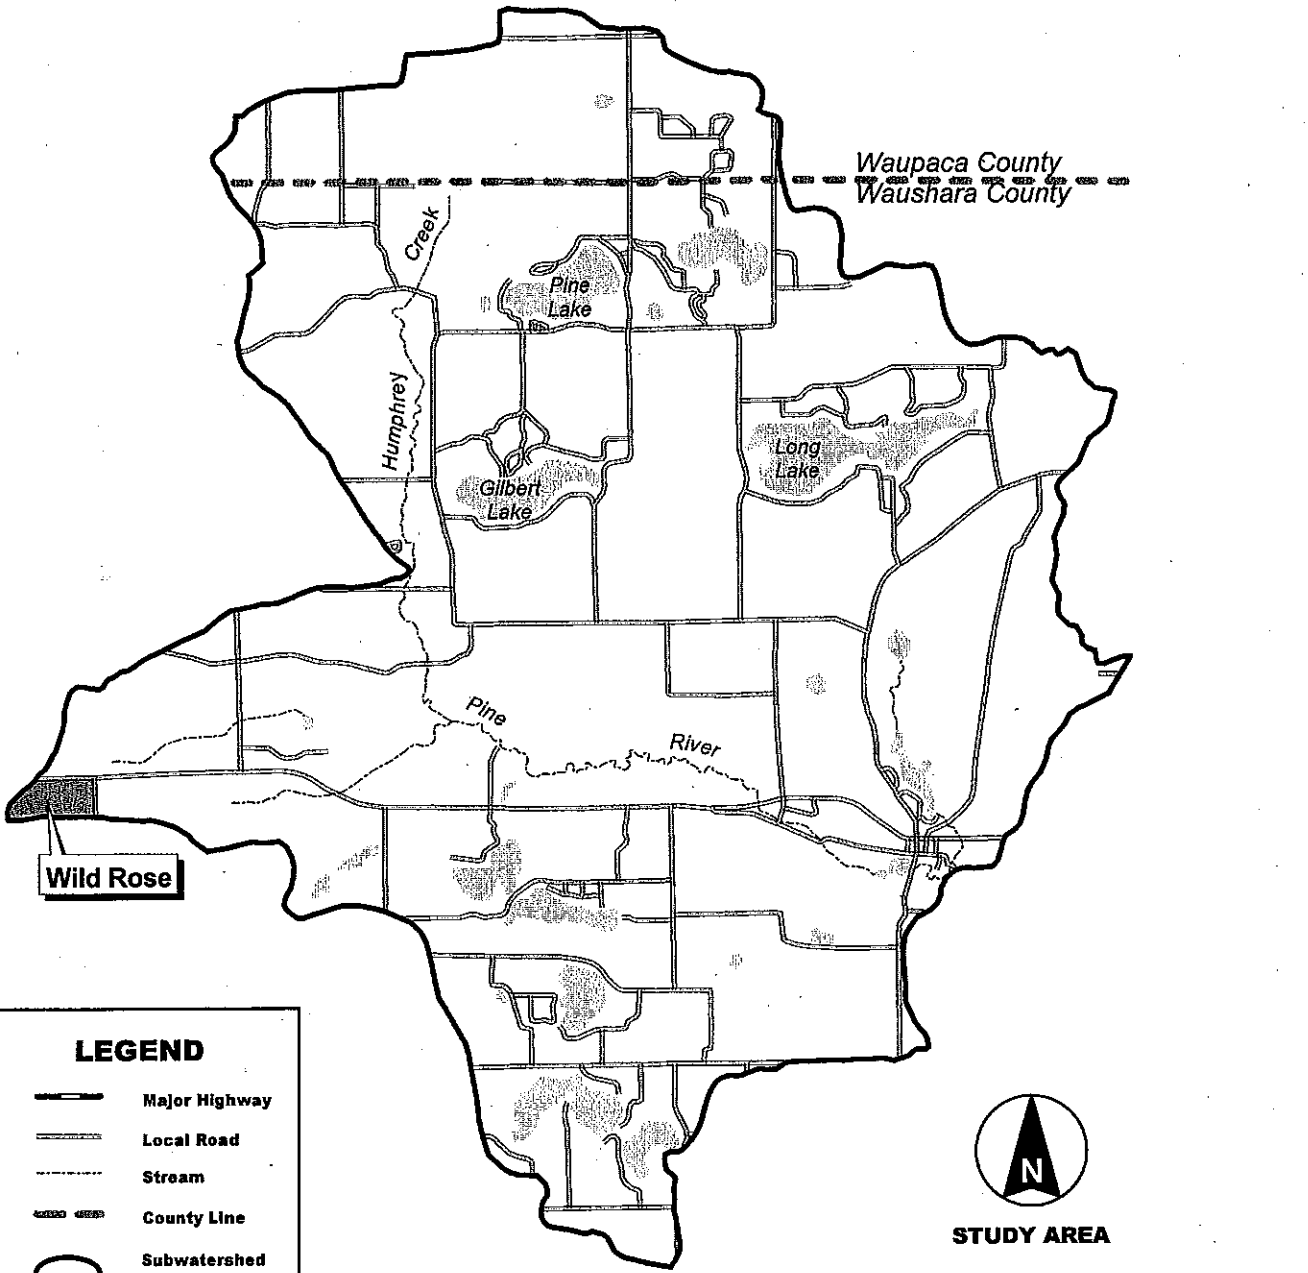 Waupaca County
Waushara County
Creek
Pine
Lake
Humphrey
Long
Lake
Gilbert
Lake
Pine
River
Wild Rose
LEGEND
Major Highway
Local Road
Stream
County Line
Subwatershed
N
STUDY AREA